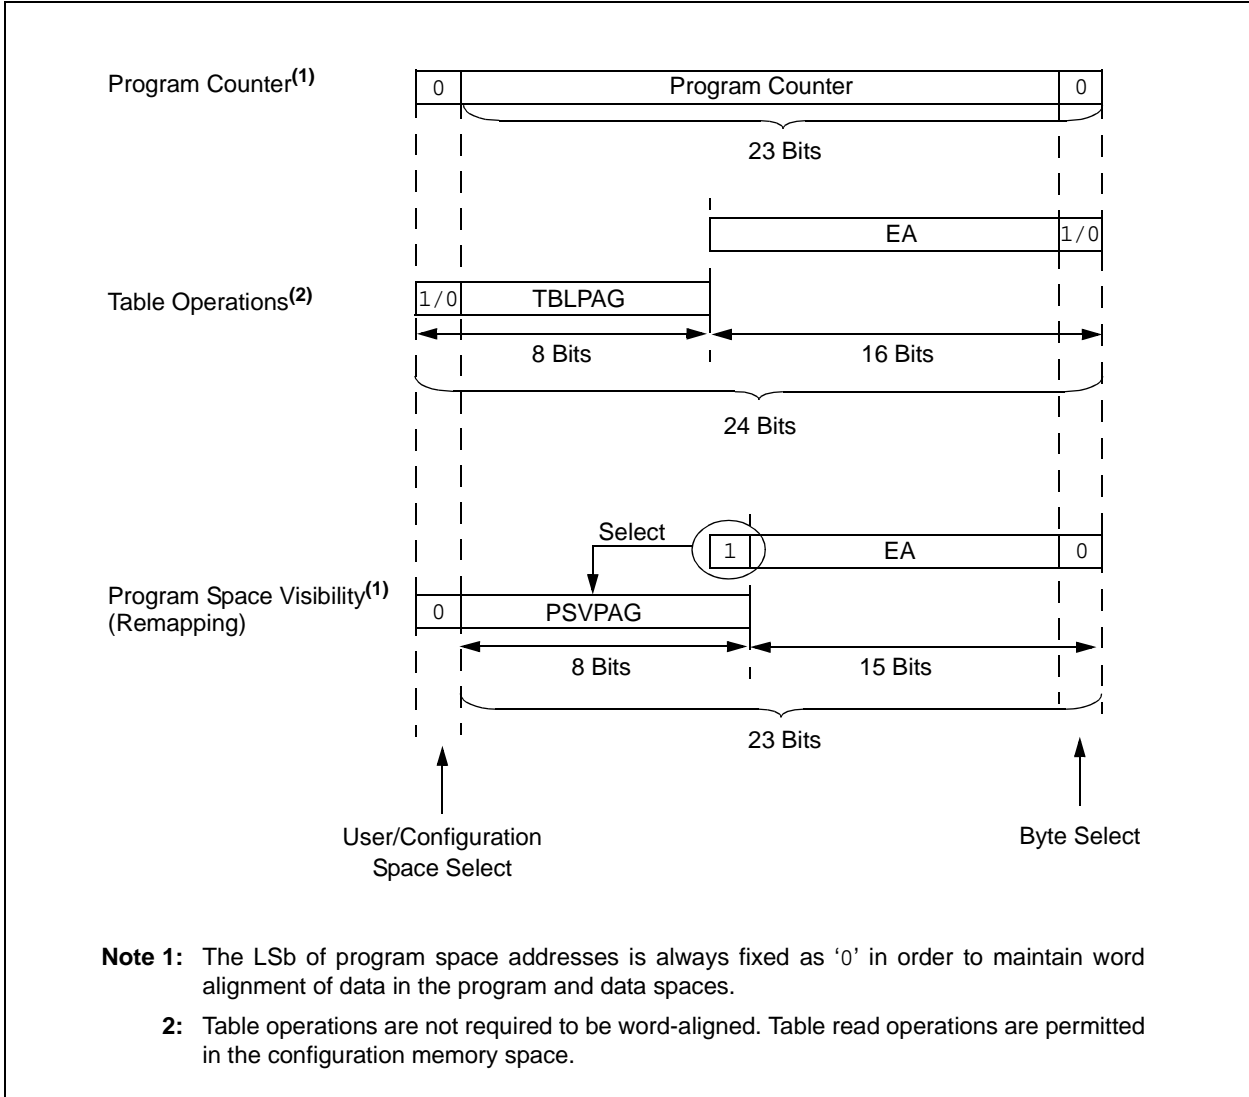 Program Counter(1)
0 Program Counter 0
23 Bits
EA 1/0
Table Operations(2)
1/0 TBLPAG
8 Bits 16 Bits
24 Bits
Select
1 EA 0
Program Space Visibility(1)
(Remapping)
0 PSVPAG
8 Bits 15 Bits
23 Bits
User/Configuration
Space Select
Byte Select
Note 1: The LSb of program space addresses is always fixed as ‘0’ in order to maintain word
alignment of data in the program and data spaces.
2: Table operations are not required to be word-aligned. Table read operations are permitted
in the configuration memory space.